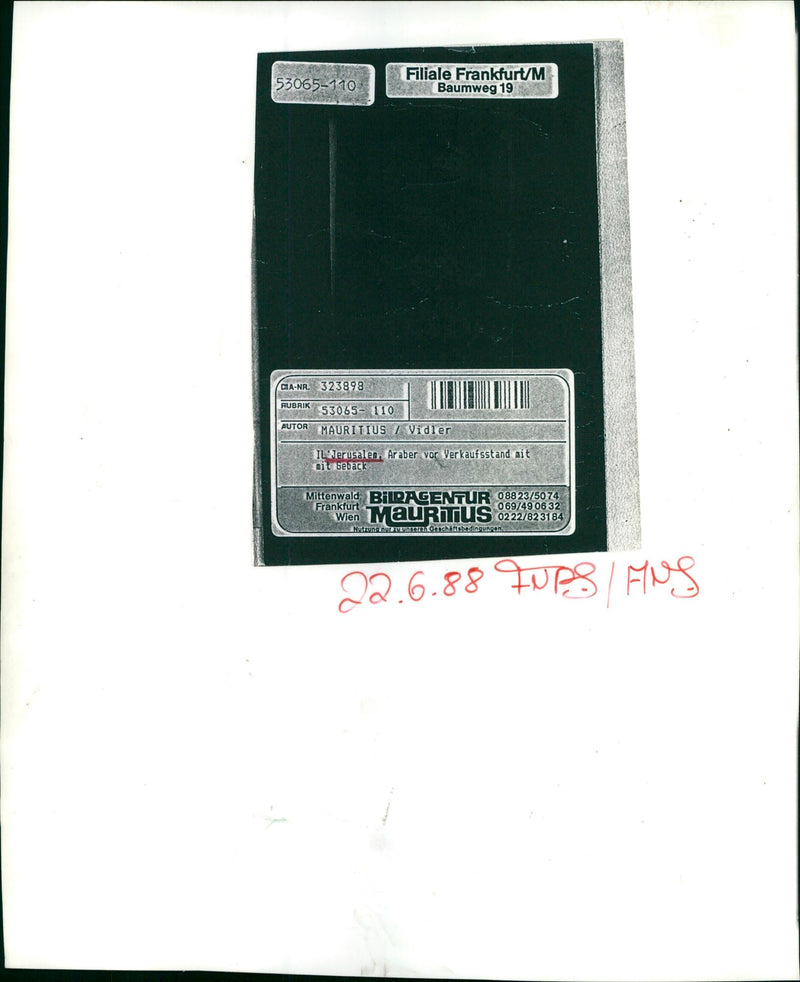 53065-110
Filiale Frankfurt/M
Baumweg 19
DIA-NR. 323898
RUBRIK 53065- 110
AUTOR MAURITIUS / Vidler
IL'Jerusalem, Araber vor Verkaufsstand mit
mit Gebäck
Mittenwald 08823/5074
Frankfurt 069/490632
Wien 0222/823184
BILDAGENTUR
MAURITIUS
Nutzung nur zu unseren Geschäftsbedingungen.
22.6.88